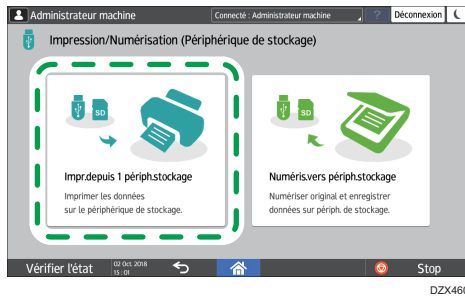 Administrateur machine
Connecté : Administrateur machine
?
Déconnexion
Impression/Numérisation (Périphérique de stockage)
SD
Impr.depuis 1 périph.stockage
Imprimer les données
sur le périphérique de stockage.
SD
Numéris.vers périph.stockage
Numériser original et enregistrer
données sur périph. de stockage.
Vérifier l'état
02 Oct. 2018
15 : 01
Stop
DZX460